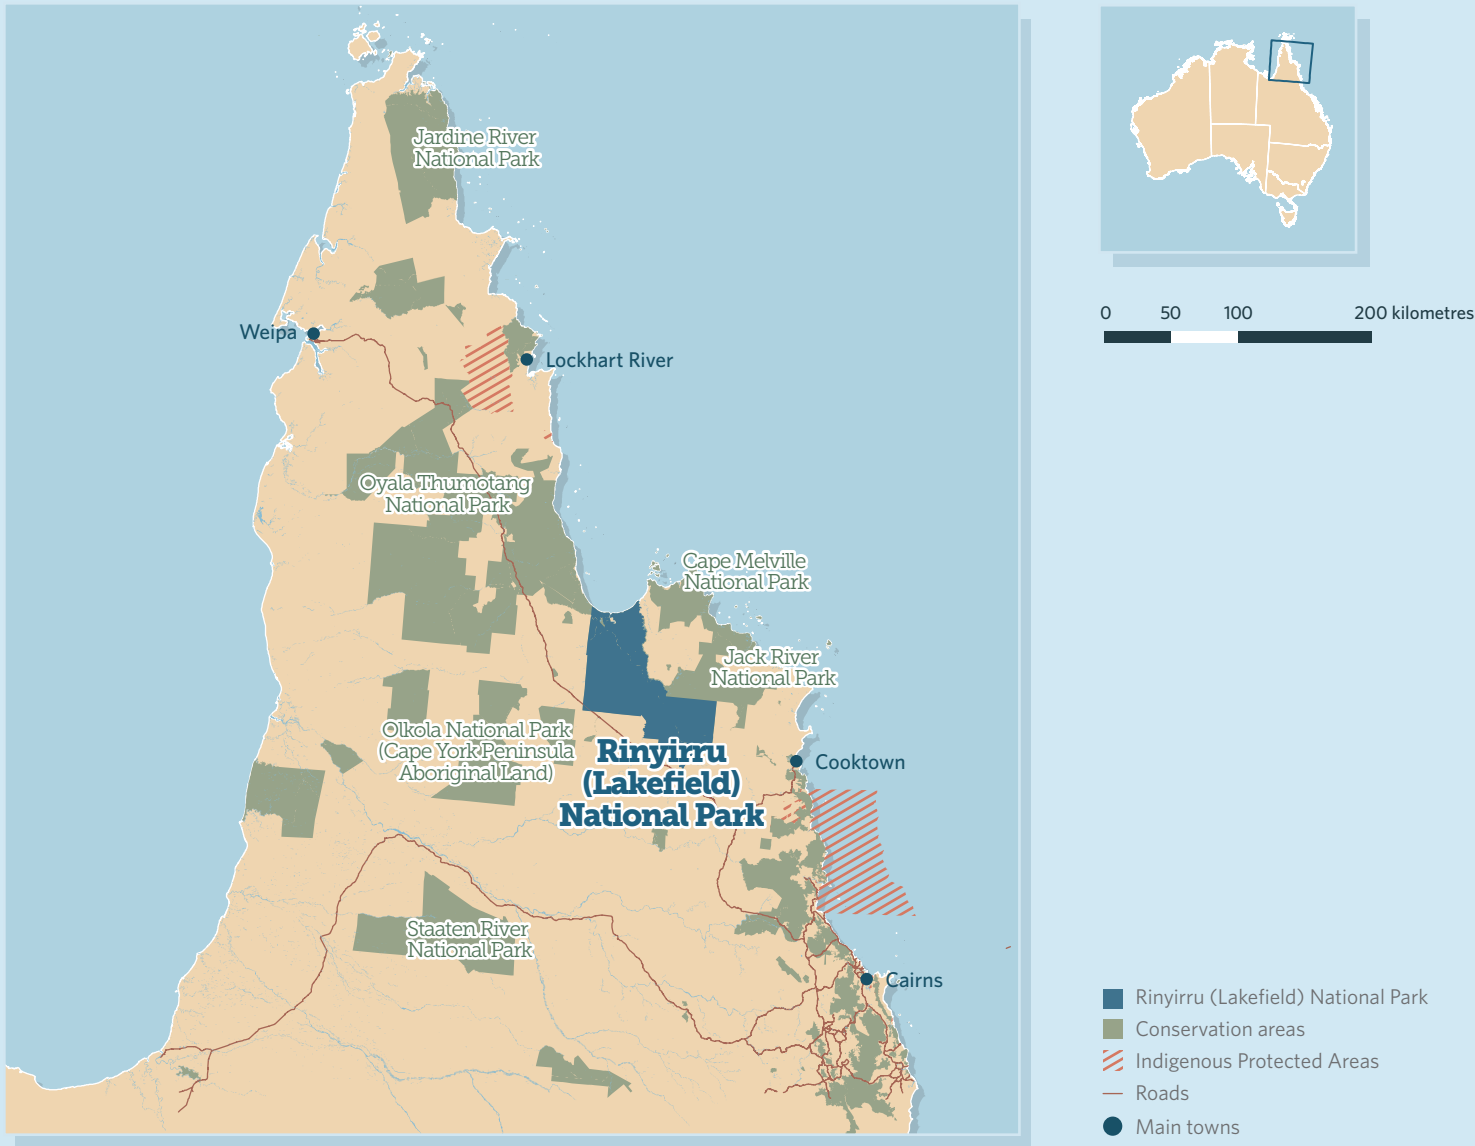 Jardine River
National Park
Weipa
Lockhart River
Oyala Thumotang
National Park
Cape Melville
National Park
Jack River
National Park
Olkola National Park
(Cape York Peninsula
Aboriginal Land)
Rinyirru
(Lakefield)
National Park
Cooktown
Staaten River
National Park
Cairns
0 50 100 200 kilometres
Rinyirru (Lakefield) National Park
Conservation areas
Indigenous Protected Areas
Roads
Main towns